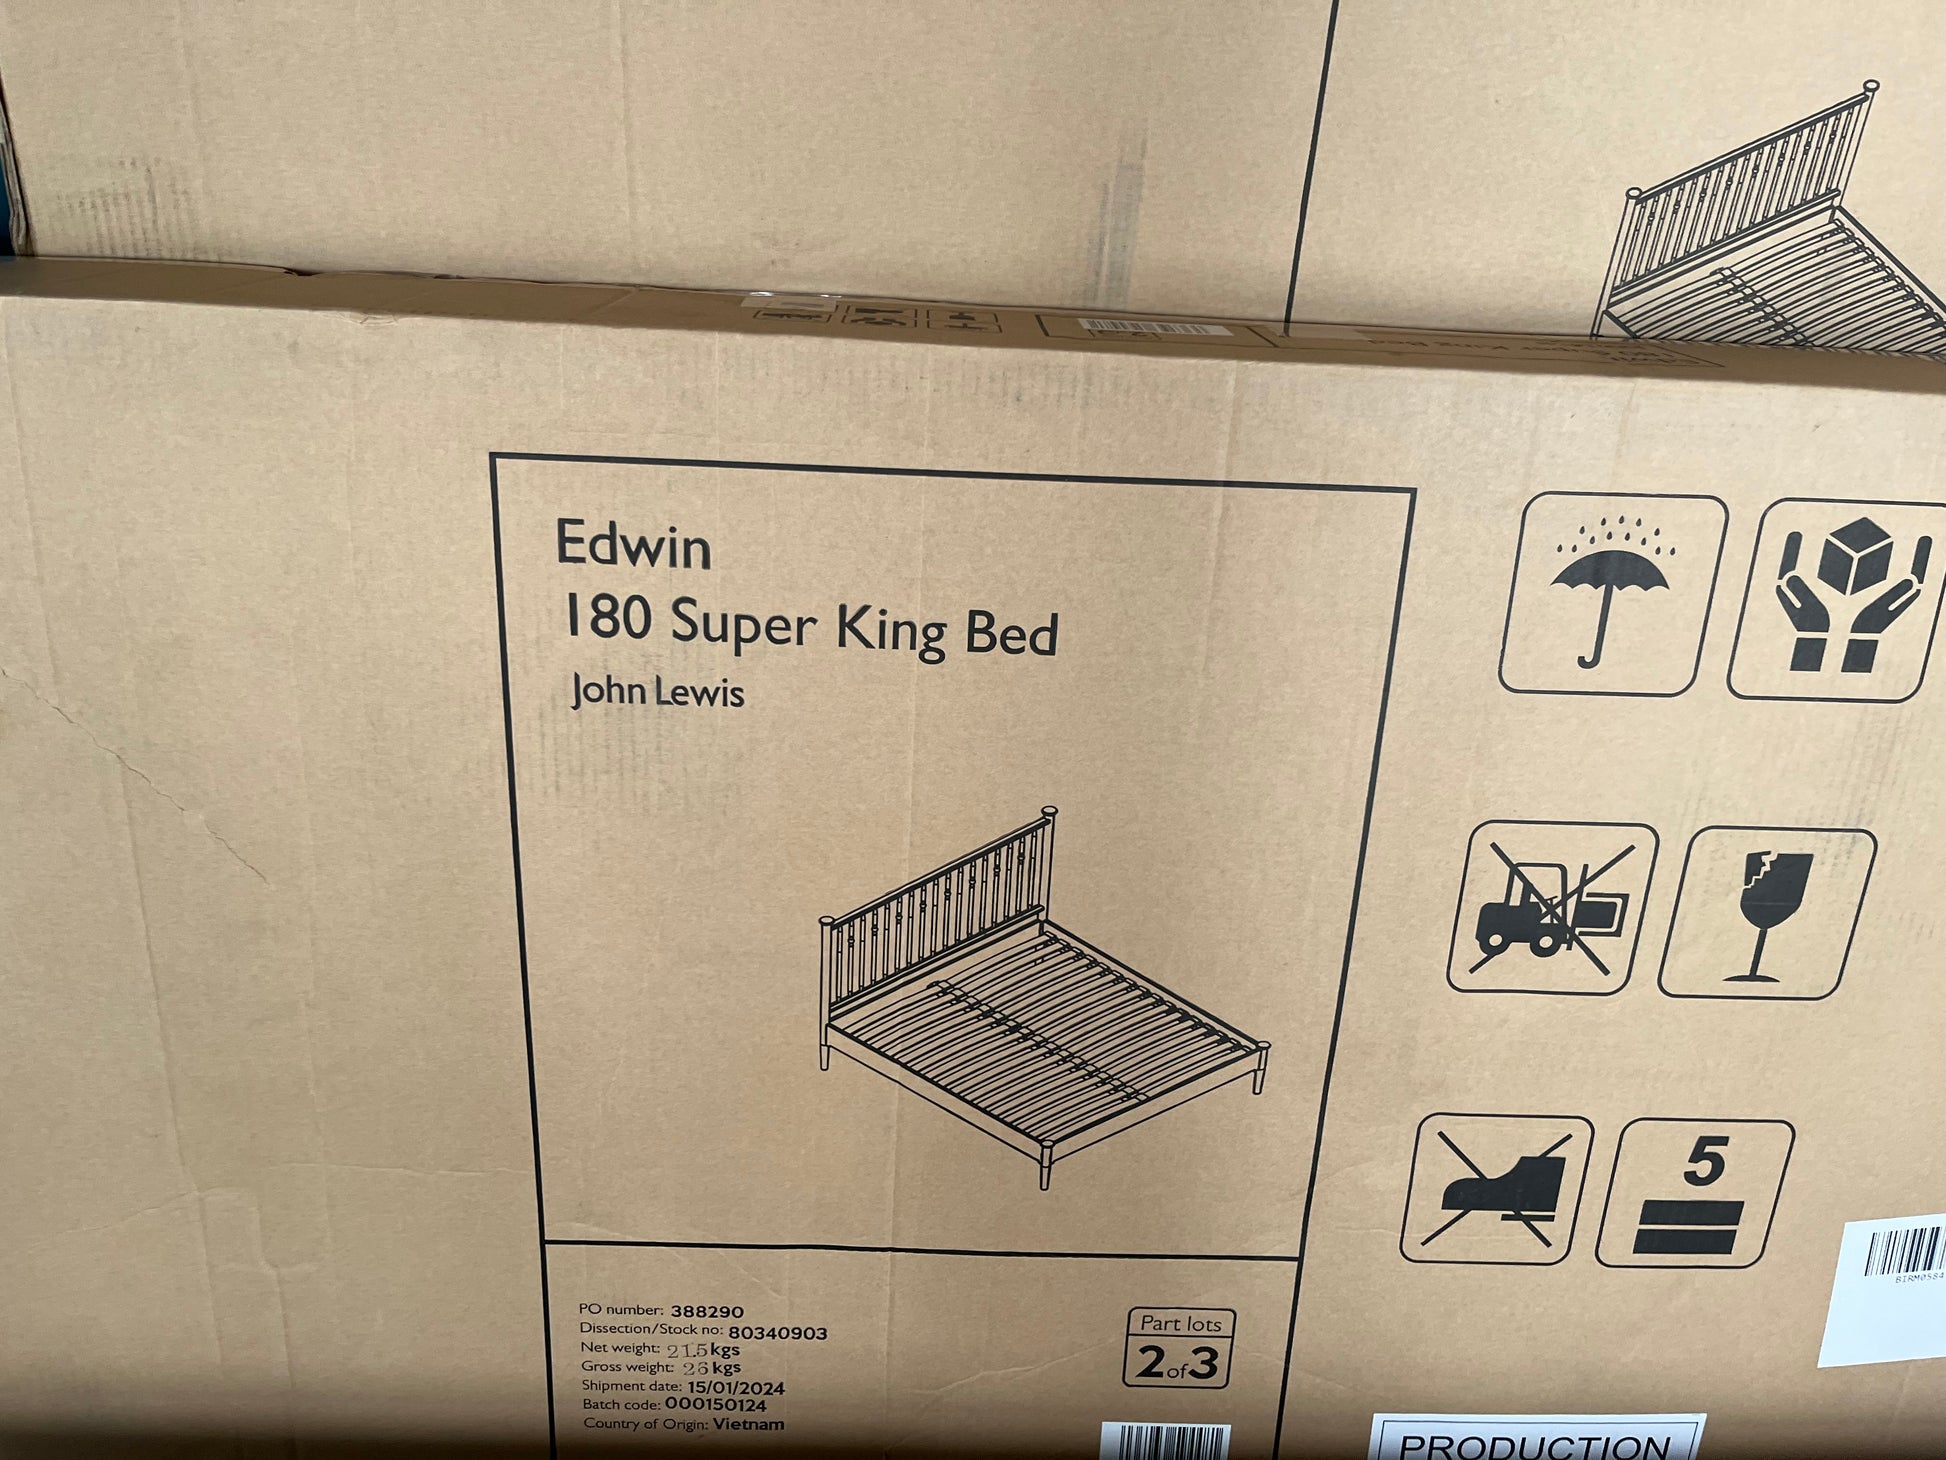 Edwin
180 Super King Bed
John Lewis
5
PO number: 388290
Dissection/Stock no: 80340903
Net weight: 21.5 kgs
Gross weight: 26 kgs
Shipment date: 15/01/2024
Batch code: 000150124
Country of Origin: Vietnam
Part lots
2 of 3
BIRM0584
PRODUCTION